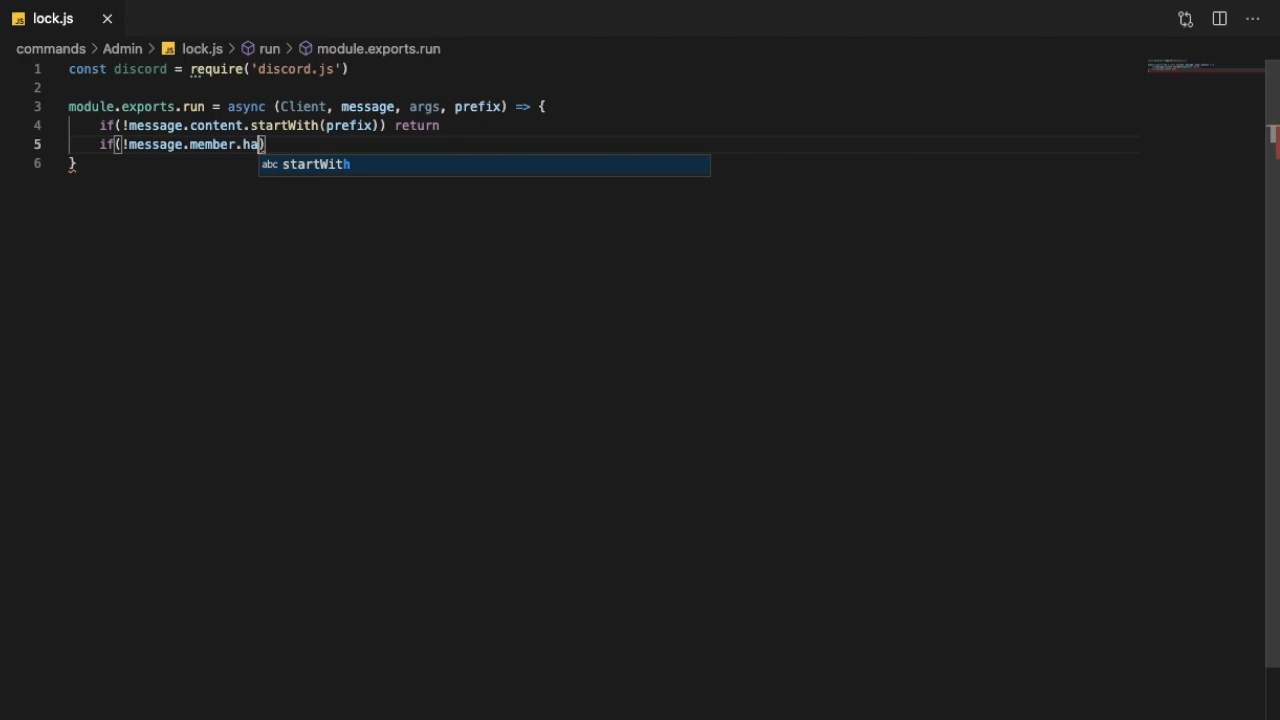 JS lock.js ×
commands > Admin > JS lock.js > run > module.exports.run
1 const discord = require('discord.js')
2
3 module.exports.run = async (Client, message, args, prefix) => {
4 if(!message.content.startWith(prefix)) return
5 if(!message.member.ha)
abc startWith
6 }